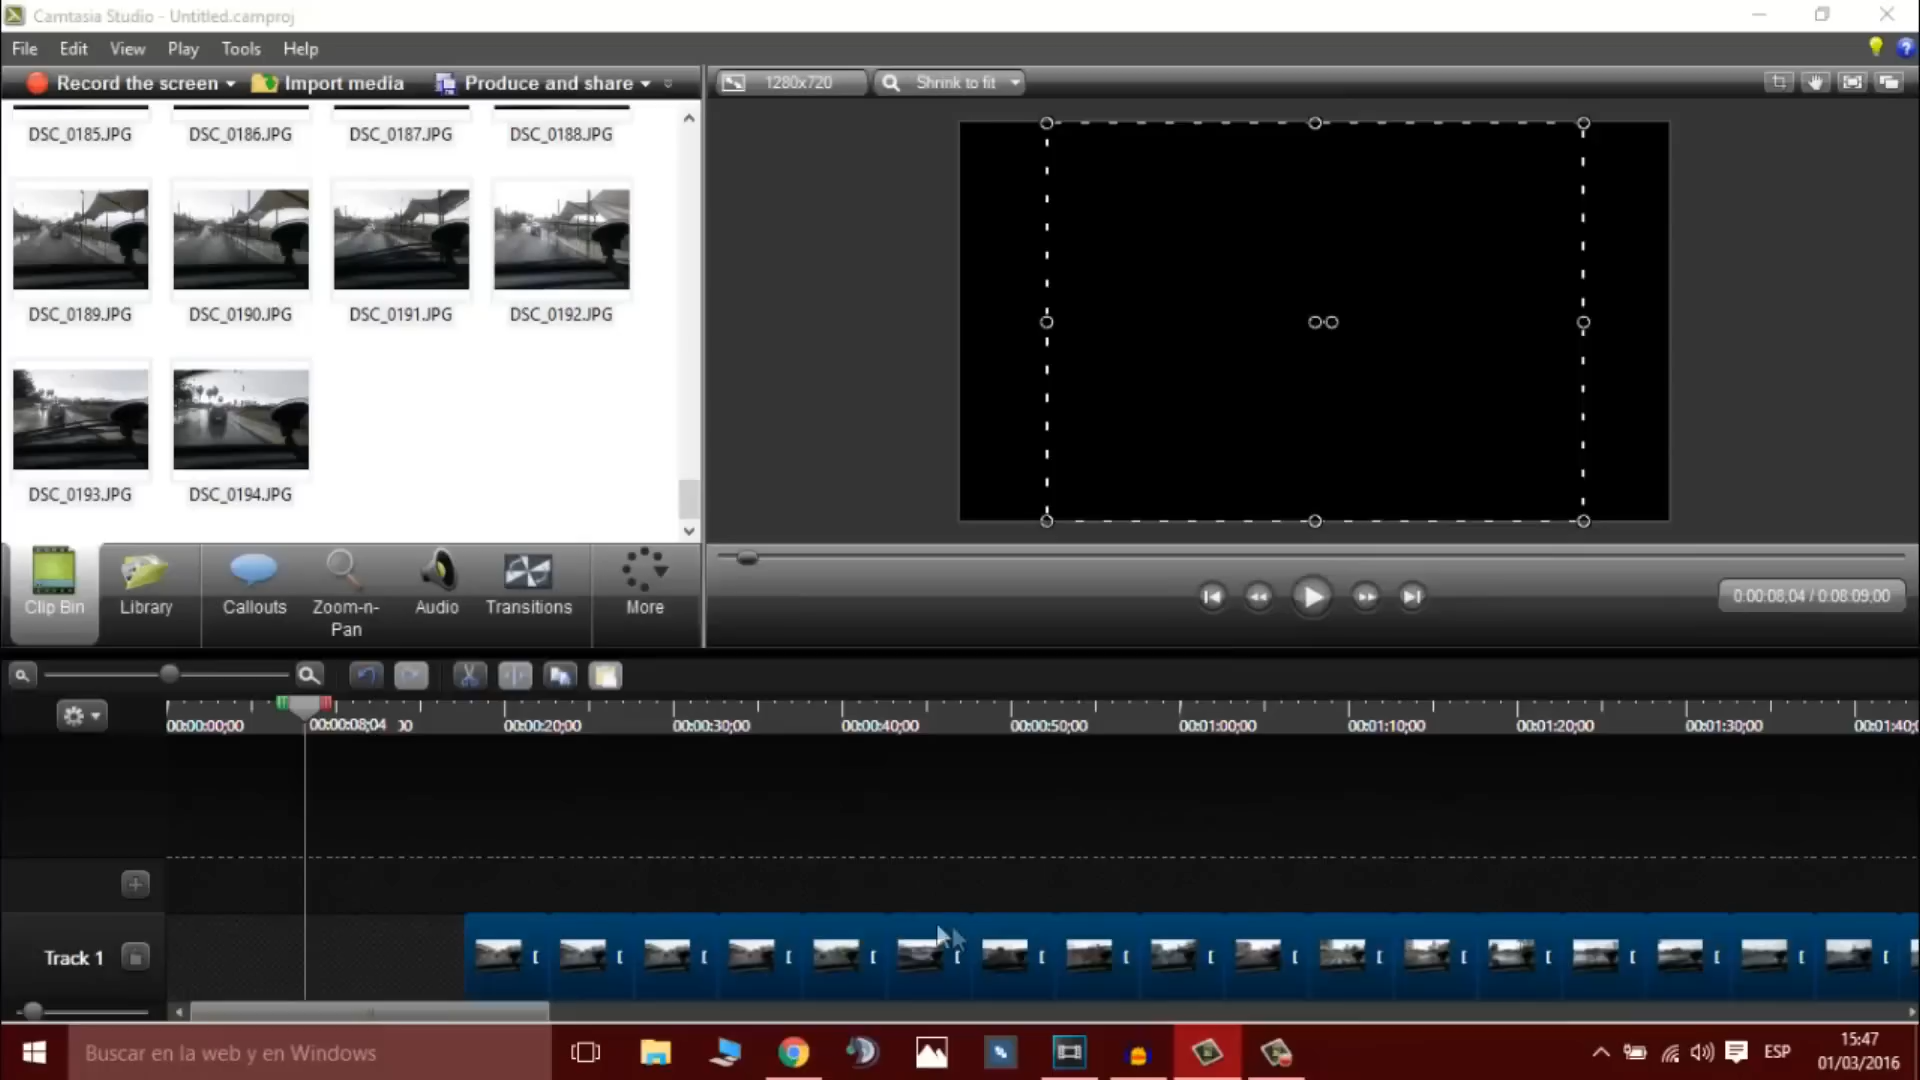 Camtasia Studio - Untitled.camproj
File Edit View Play Tools Help
Record the screen Import media Produce and share
1280x720 Shrink to fit
DSC_0185.JPG DSC_0186.JPG DSC_0187.JPG DSC_0188.JPG
DSC_0189.JPG DSC_0190.JPG DSC_0191.JPG DSC_0192.JPG
DSC_0193.JPG DSC_0194.JPG
Clip Bin Library Callouts Zoom-n-
Pan Audio Transitions More
0:00:08,04 / 0:08:09,00
00:00:00;00 00:00:08;04 00:00:20;00 00:00:30;00 00:00:40;00 00:00:50;00 00:01:00;00 00:01:10;00 00:01:20;00 00:01:30;00 00:01:40;
Track 1
Buscar en la web y en Windows
ESP
15:47
01/03/2016